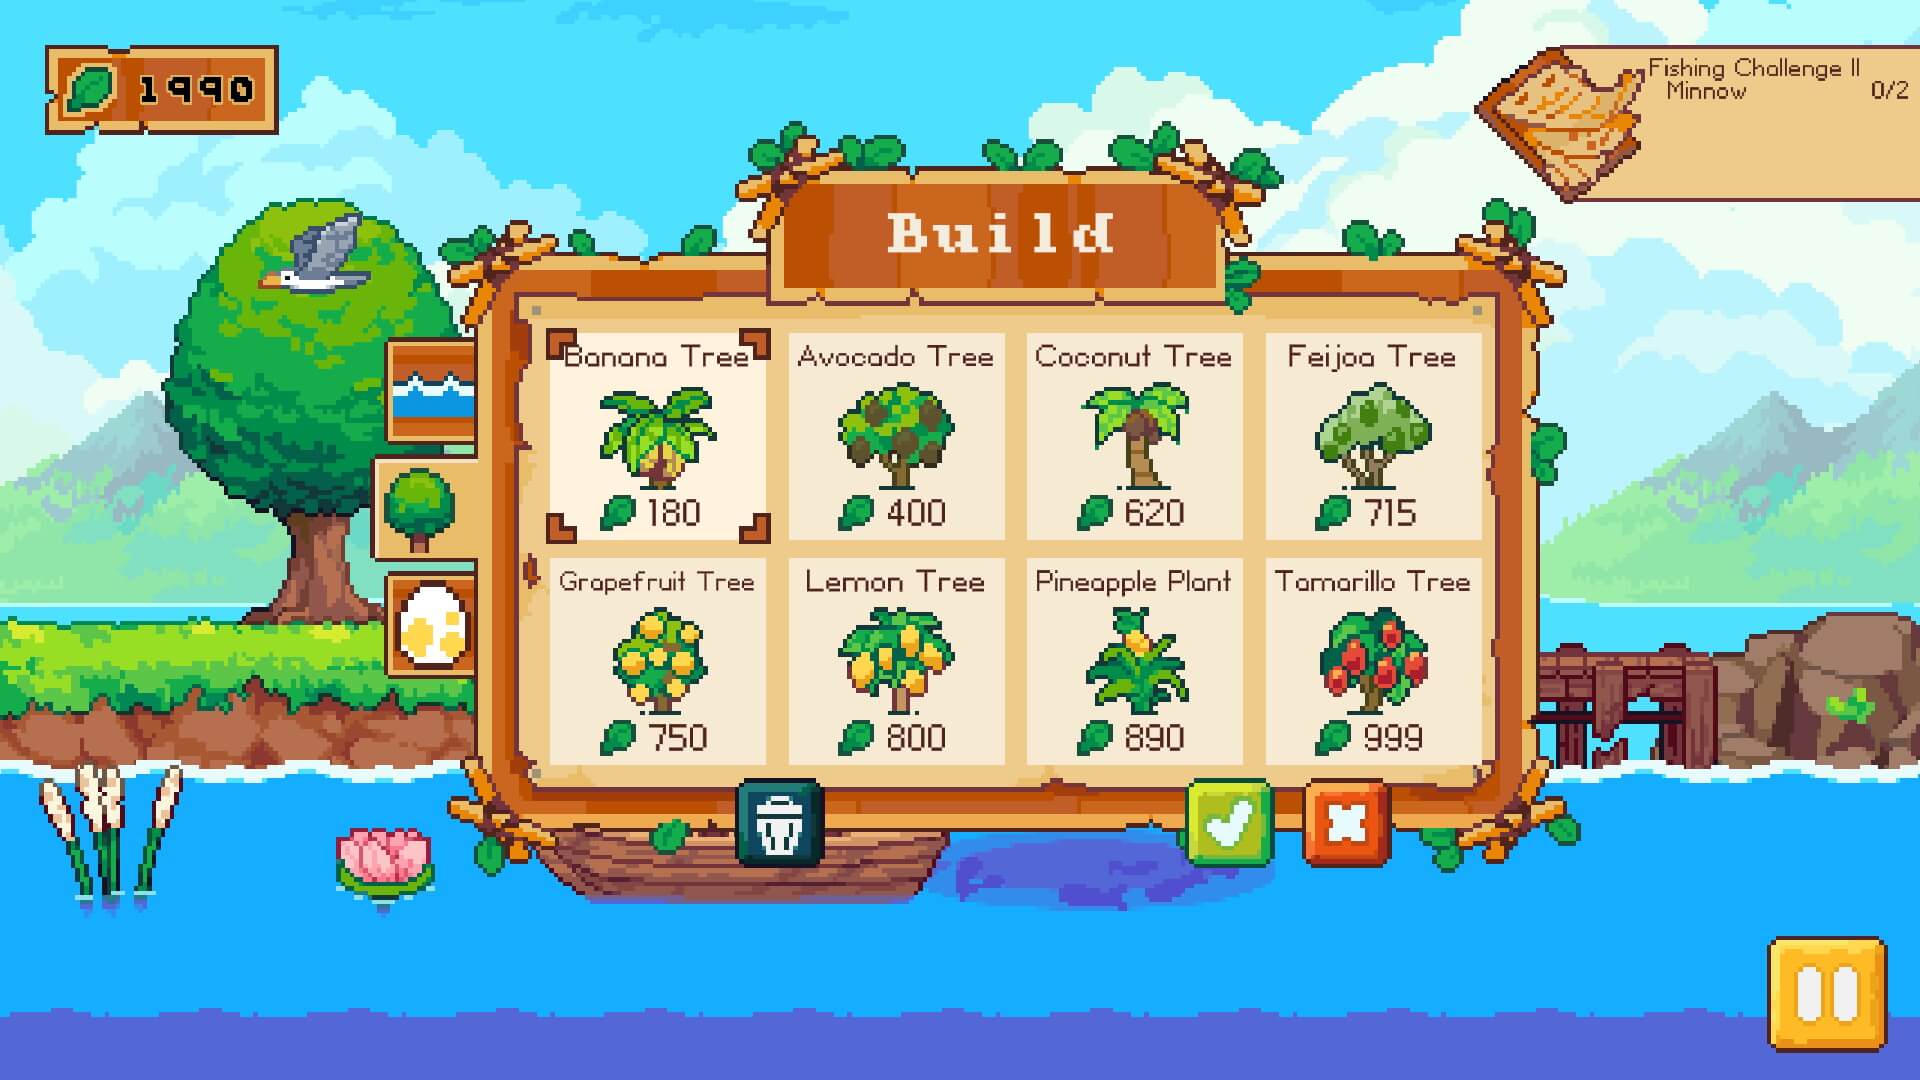 1990
Fishing Challenge II
Minnow 0/2
Build
Banana Tree
180
Avocado Tree
400
Coconut Tree
620
Feijoa Tree
715
Grapefruit Tree
750
Lemon Tree
800
Pineapple Plant
890
Tamarillo Tree
999